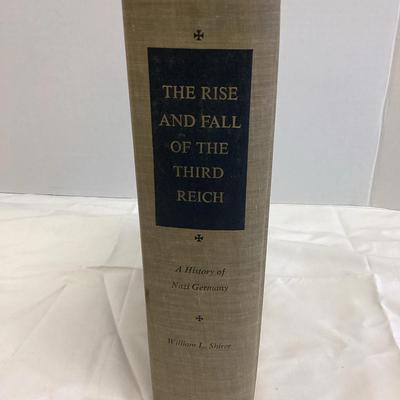 THE RISE
AND FALL
OF THE
THIRD
REICH
A History of
Nazi Germany
William L. Shirer